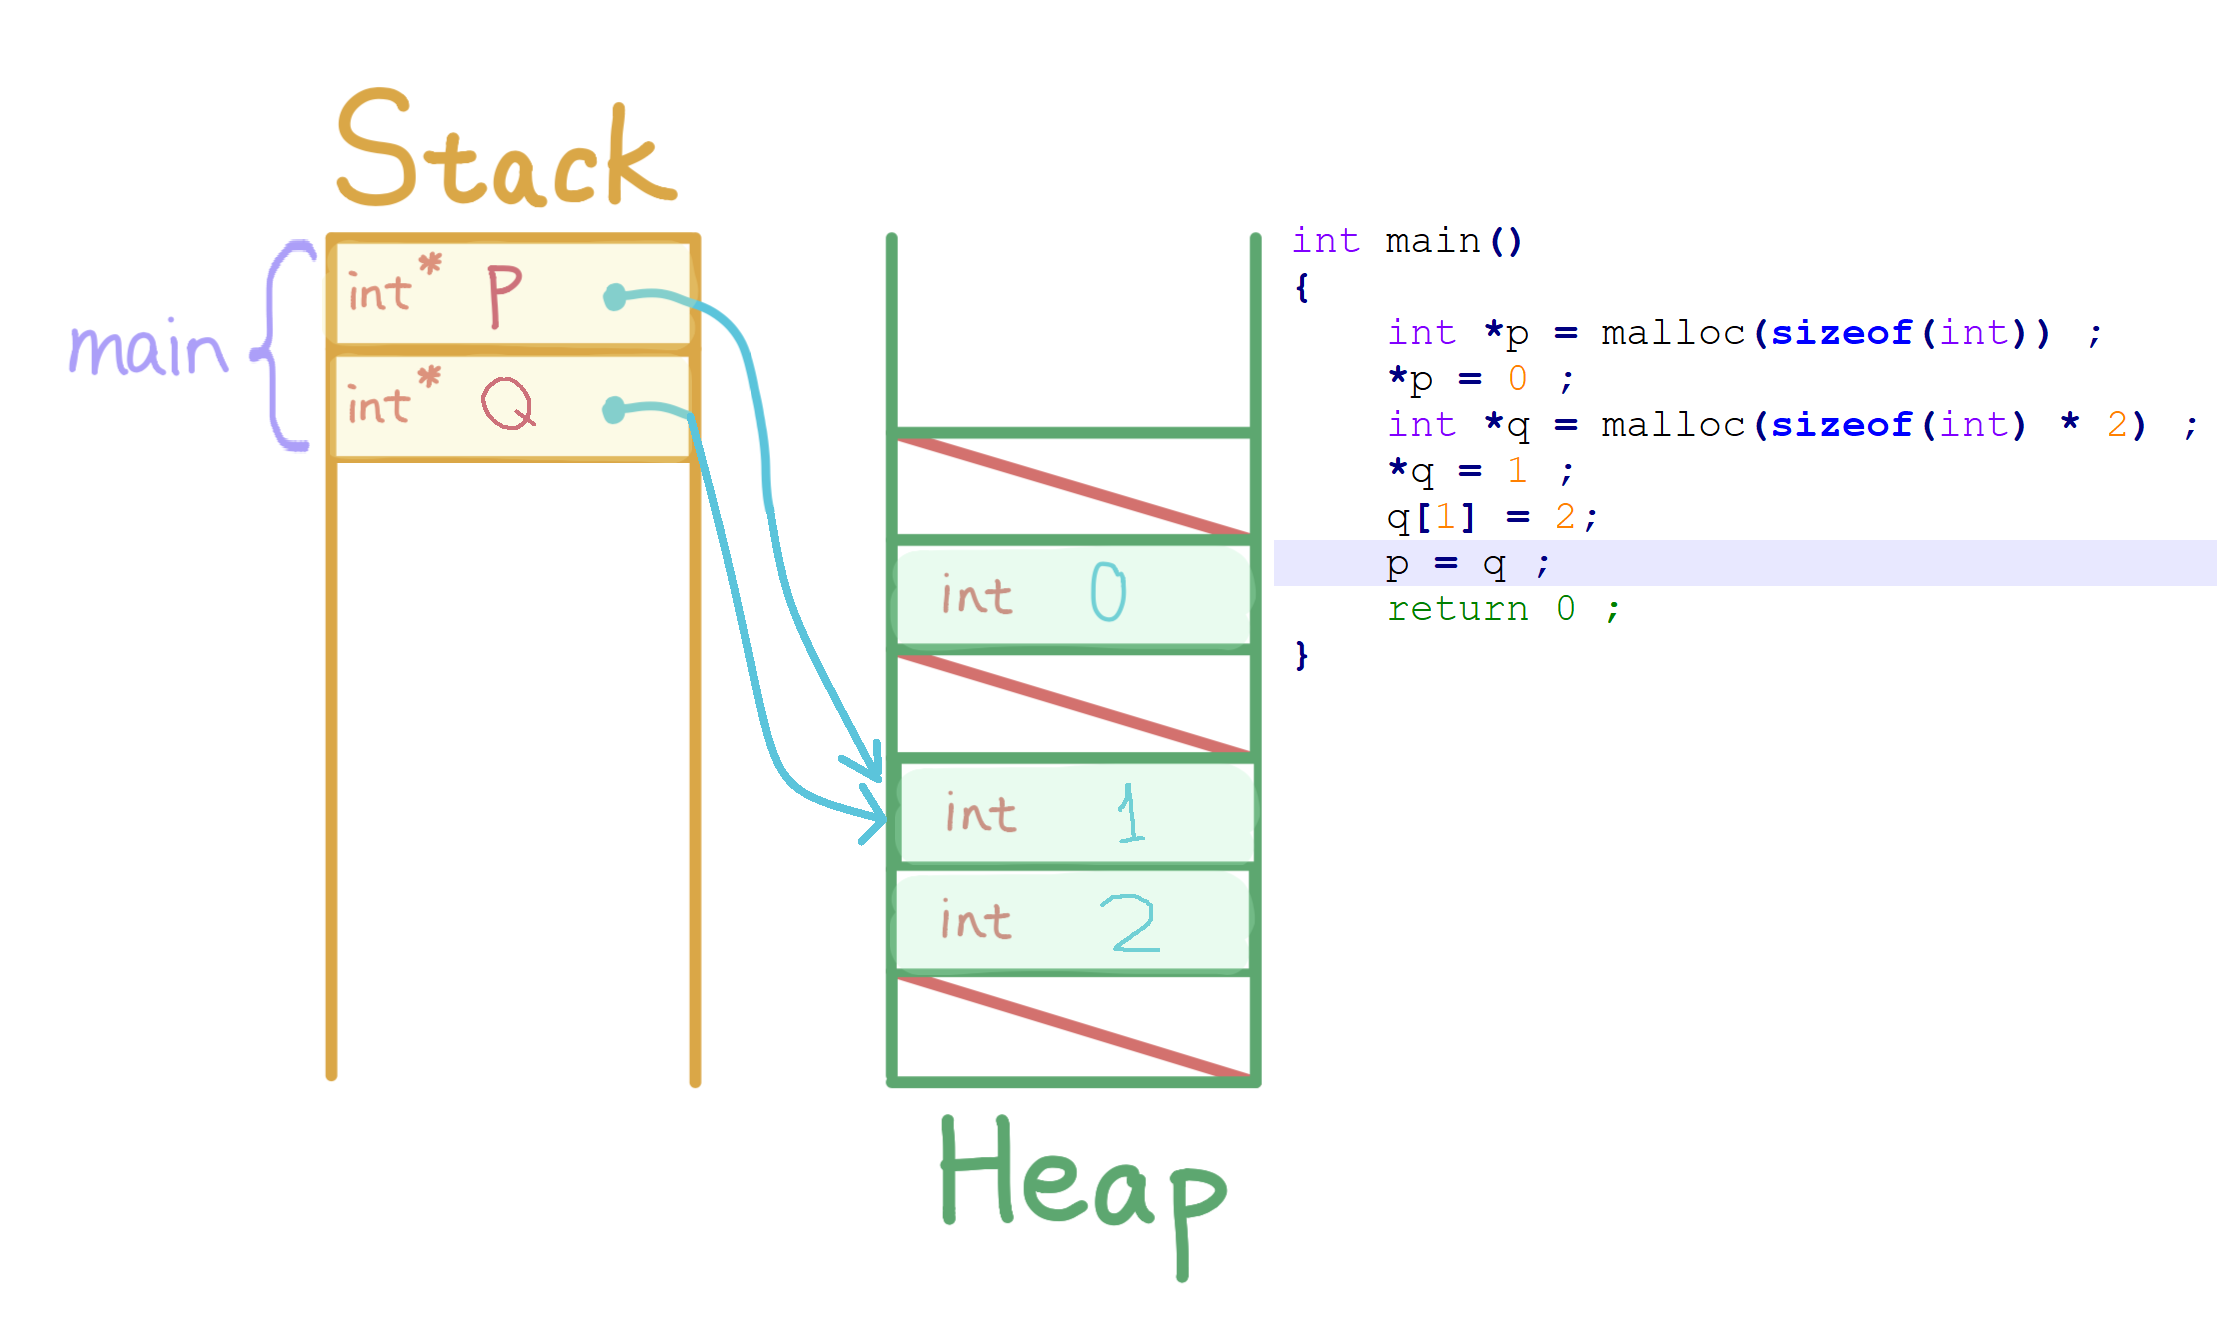 Stack
main
int* P
int* Q
int 0
int 1
int 2
Heap
int main()
{
    int *p = malloc(sizeof(int)) ;
    *p = 0 ;
    int *q = malloc(sizeof(int) * 2) ;
    *q = 1 ;
    q[1] = 2;
    p = q ;
    return 0 ;
}